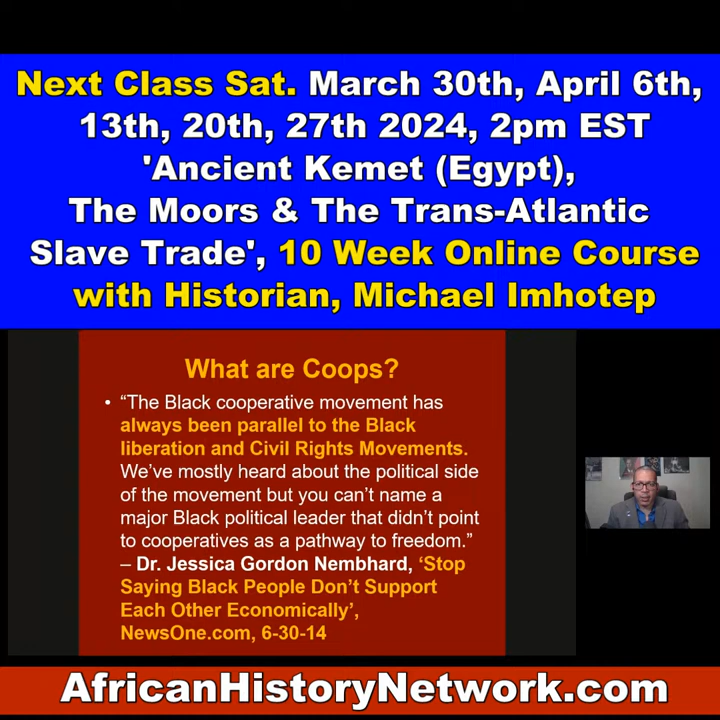 Next Class Sat. March 30th, April 6th,
13th, 20th, 27th 2024, 2pm EST
'Ancient Kemet (Egypt),
The Moors & The Trans-Atlantic
Slave Trade', 10 Week Online Course
with Historian, Michael Imhotep
What are Coops?
• “The Black cooperative movement has
always been parallel to the Black
liberation and Civil Rights Movements.
We’ve mostly heard about the political side
of the movement but you can’t name a
major Black political leader that didn’t point
to cooperatives as a pathway to freedom.”
– Dr. Jessica Gordon Nembhard, ‘Stop
Saying Black People Don’t Support
Each Other Economically’,
NewsOne.com, 6-30-14
AfricanHistoryNetwork.com